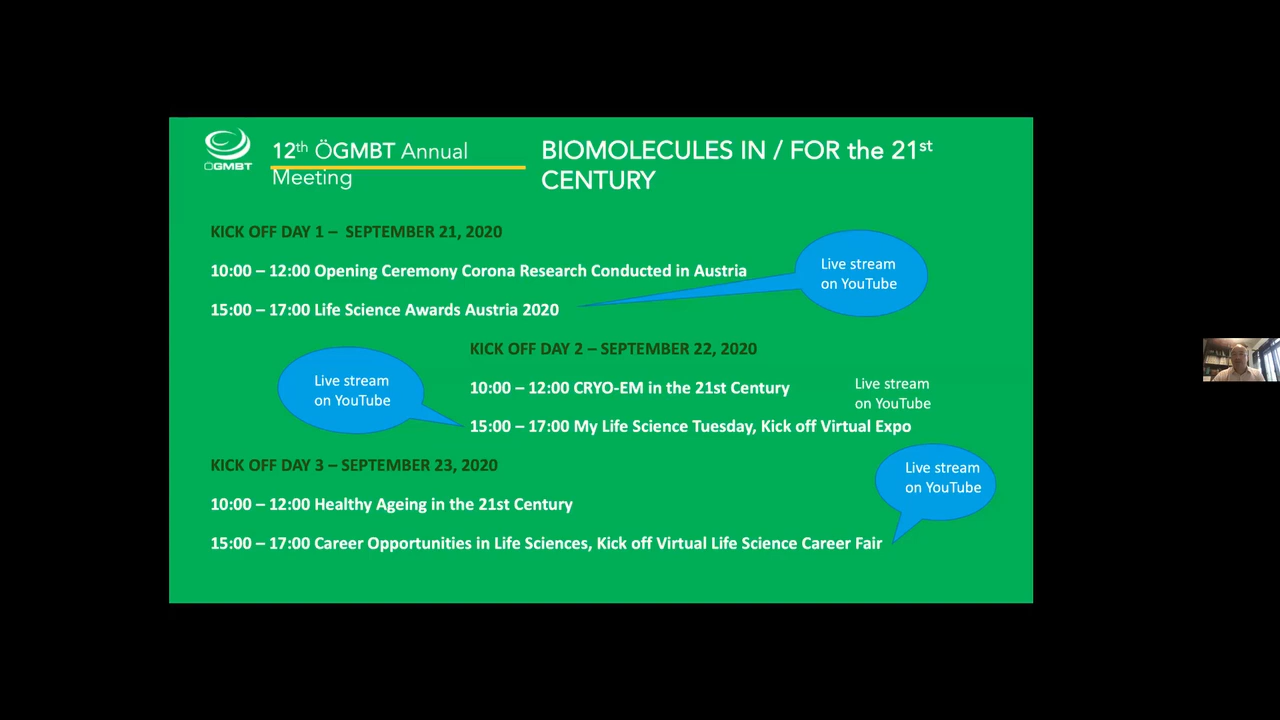 ÖGMBT
12th ÖGMBT Annual
Meeting
BIOMOLECULES IN / FOR the 21st
CENTURY
KICK OFF DAY 1 – SEPTEMBER 21, 2020
10:00 – 12:00 Opening Ceremony Corona Research Conducted in Austria
Live stream
on YouTube
15:00 – 17:00 Life Science Awards Austria 2020
KICK OFF DAY 2 – SEPTEMBER 22, 2020
Live stream
on YouTube
10:00 – 12:00 CRYO-EM in the 21st Century
Live stream
on YouTube
15:00 – 17:00 My Life Science Tuesday, Kick off Virtual Expo
KICK OFF DAY 3 – SEPTEMBER 23, 2020
Live stream
on YouTube
10:00 – 12:00 Healthy Ageing in the 21st Century
15:00 – 17:00 Career Opportunities in Life Sciences, Kick off Virtual Life Science Career Fair